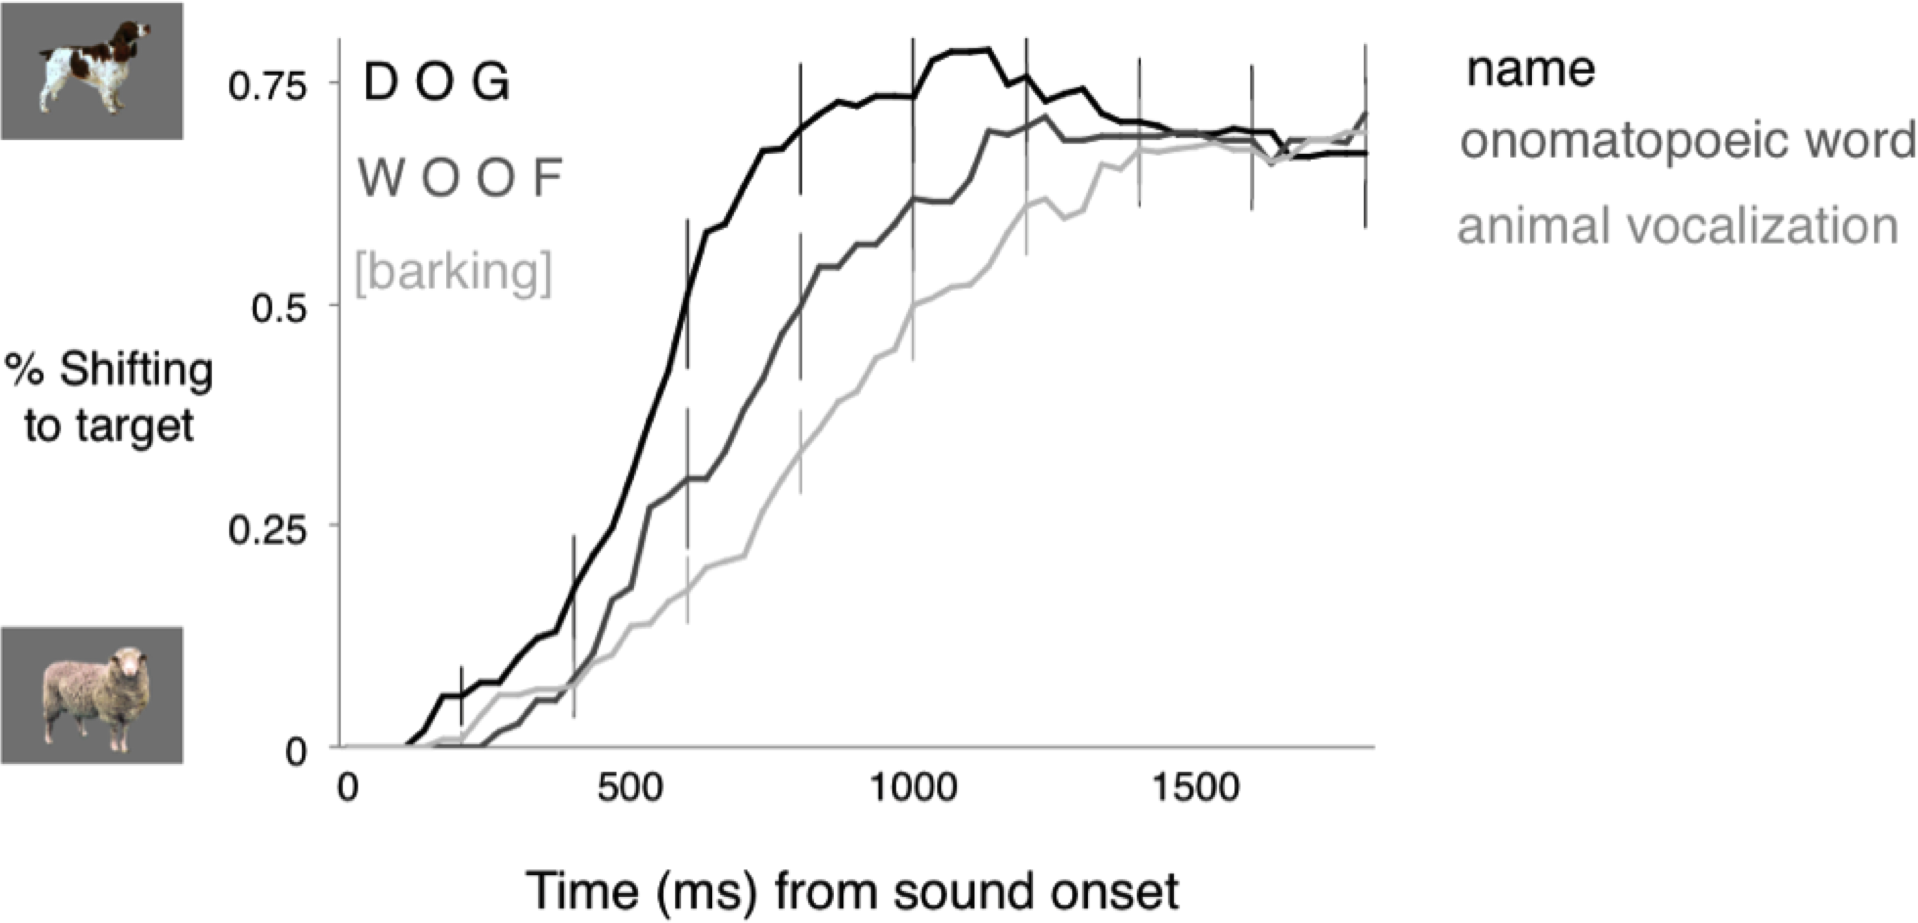 0.75
0.5
0.25
0
% Shifting
to target
D O G
W O O F
[barking]
name
onomatopoeic word
animal vocalization
0
500
1000
1500
Time (ms) from sound onset